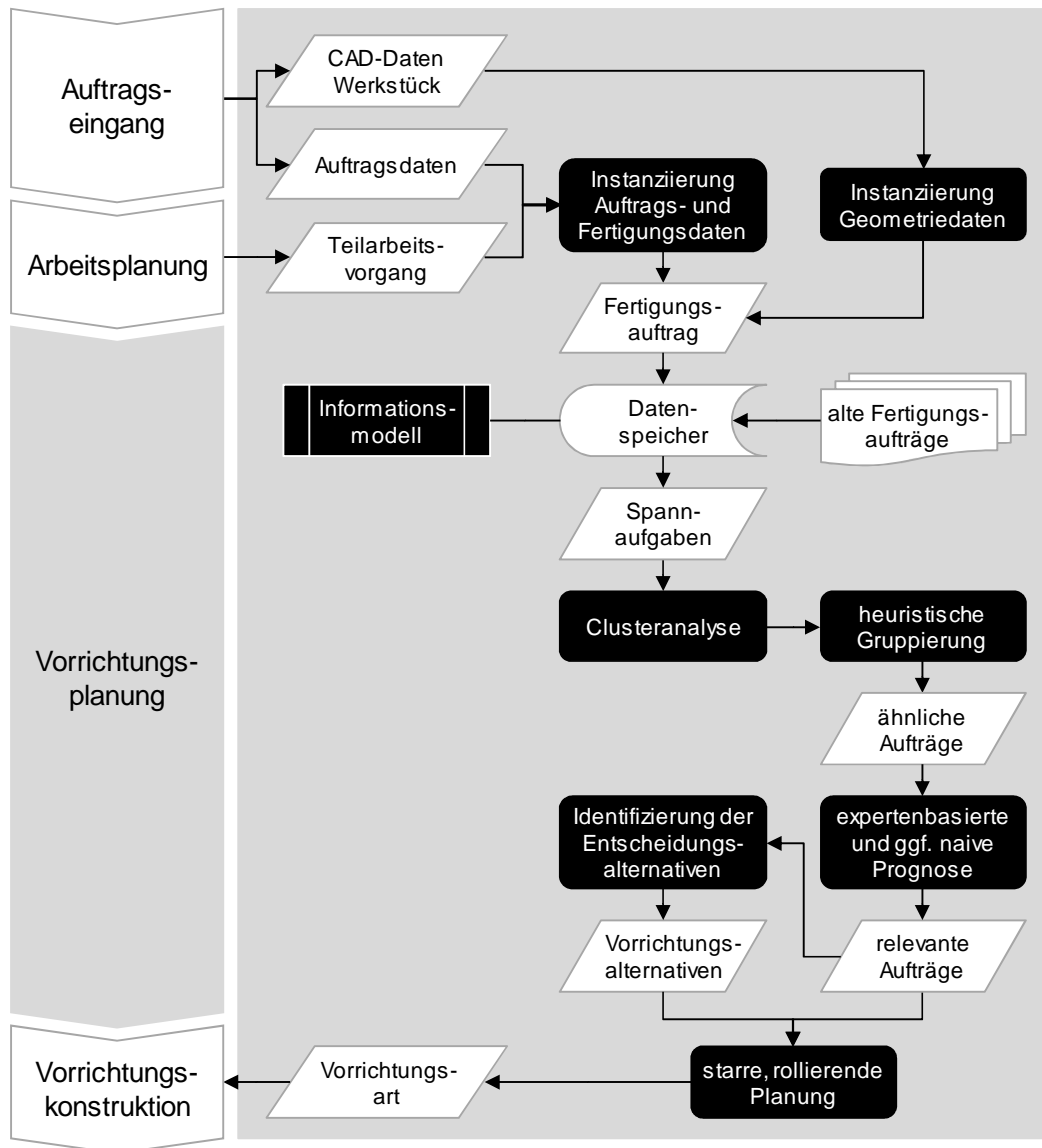 Auftrags-
eingang
CAD-Daten
Werkstück
Auftragsdaten
Instanziierung
Auftrags- und
Fertigungsdaten
Instanziierung
Geometriedaten
Arbeitsplanung
Teilarbeits-
vorgang
Fertigungs-
auftrag
Informations-
modell
Daten-
speicher
alte Fertigungs-
aufträge
Spann-
aufgaben
Vorrichtungs-
planung
Clusteranalyse
heuristische
Gruppierung
ähnliche
Aufträge
Identifizierung der
Entscheidungs-
alternativen
expertenbasierte
und ggf. naive
Prognose
Vorrichtungs-
alternativen
relevante
Aufträge
Vorrichtungs-
konstruktion
Vorrichtungs-
art
starre, rollierende
Planung